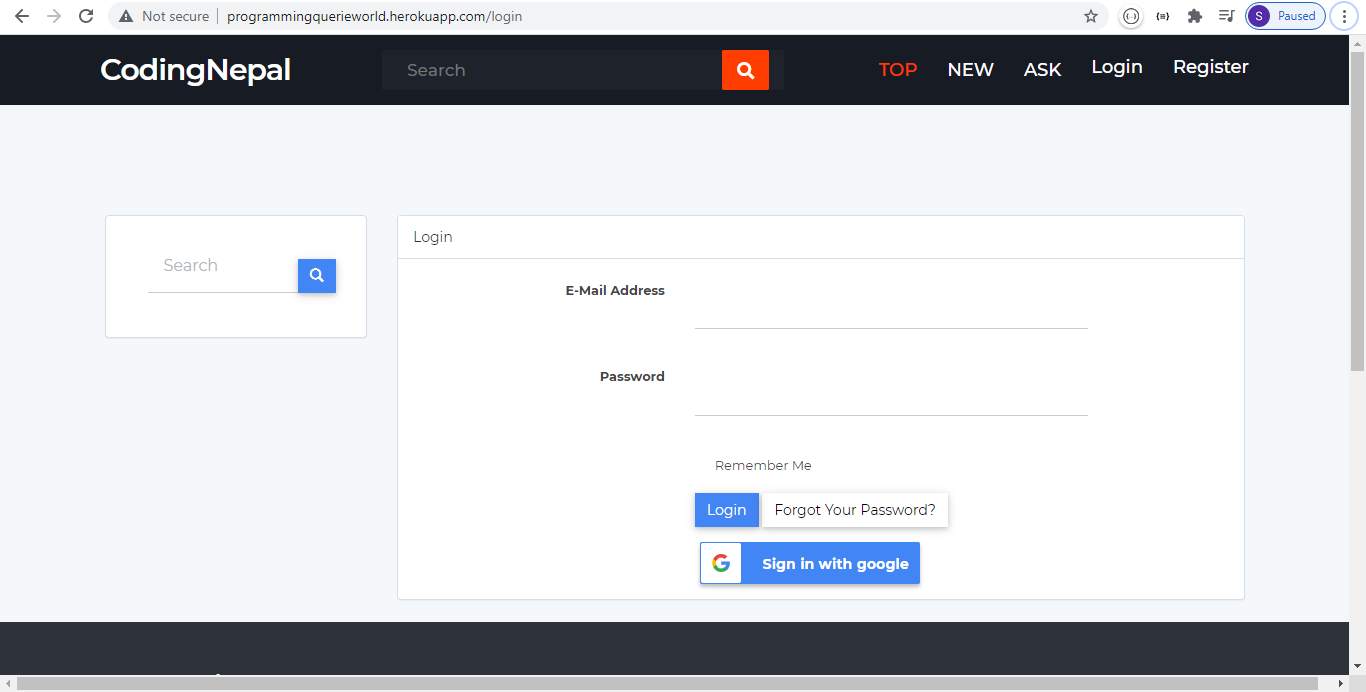 Not secure programmingquerieworld.herokuapp.com/login S Paused
CodingNepal Search TOP NEW ASK Login Register
Search
Login
E-Mail Address
Password
Remember Me
Login Forgot Your Password?
G Sign in with google